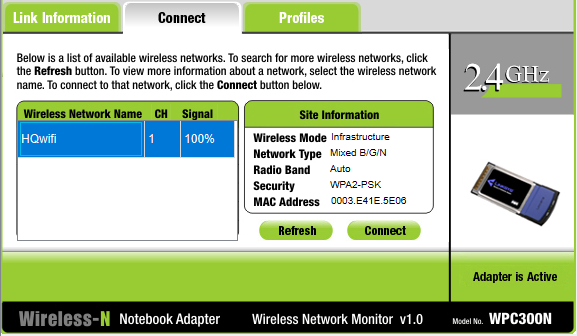 Link Information
Connect
Profiles
Below is a list of available wireless networks. To search for more wireless networks, click
the Refresh button. To view more information about a network, select the wireless network
name. To connect to that network, click the Connect button below.
2.4GHz
Wireless Network Name CH Signal
HQwifi 1 100%
Site Information
Wireless Mode Infrastructure
Network Type Mixed B/G/N
Radio Band Auto
Security WPA2-PSK
MAC Address 0003.E41E.5E06
Refresh
Connect
Adapter is Active
Wireless-N Notebook Adapter Wireless Network Monitor v1.0 Model No. WPC300N